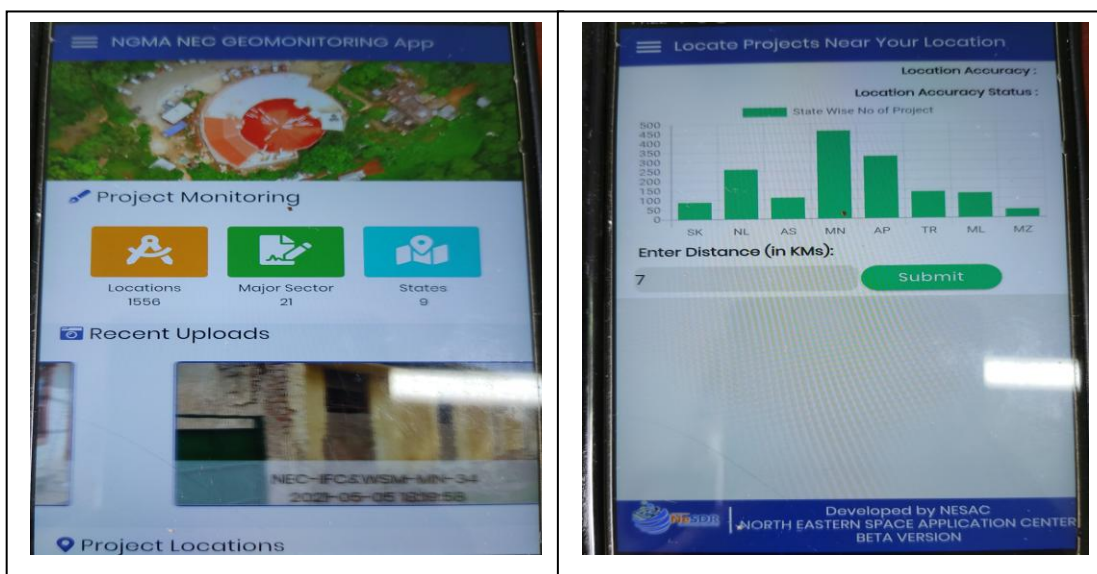 NGMA NEC GEOMONITORING App
Project Monitoring
Locations
1556
Major Sector
21
States
9
Recent Uploads
NEC-IFC&WSM-MN-34
2021-05-05
Project Locations
Locate Projects Near Your Location
Location Accuracy :
Location Accuracy Status :
State Wise No of Project
500
450
400
350
300
250
200
150
100
50
0
SK NL AS MN AP TR ML MZ
Enter Distance (in KMs):
7
Submit
NESDR
Developed by NESAC
NORTH EASTERN SPACE APPLICATION CENTER
BETA VERSION